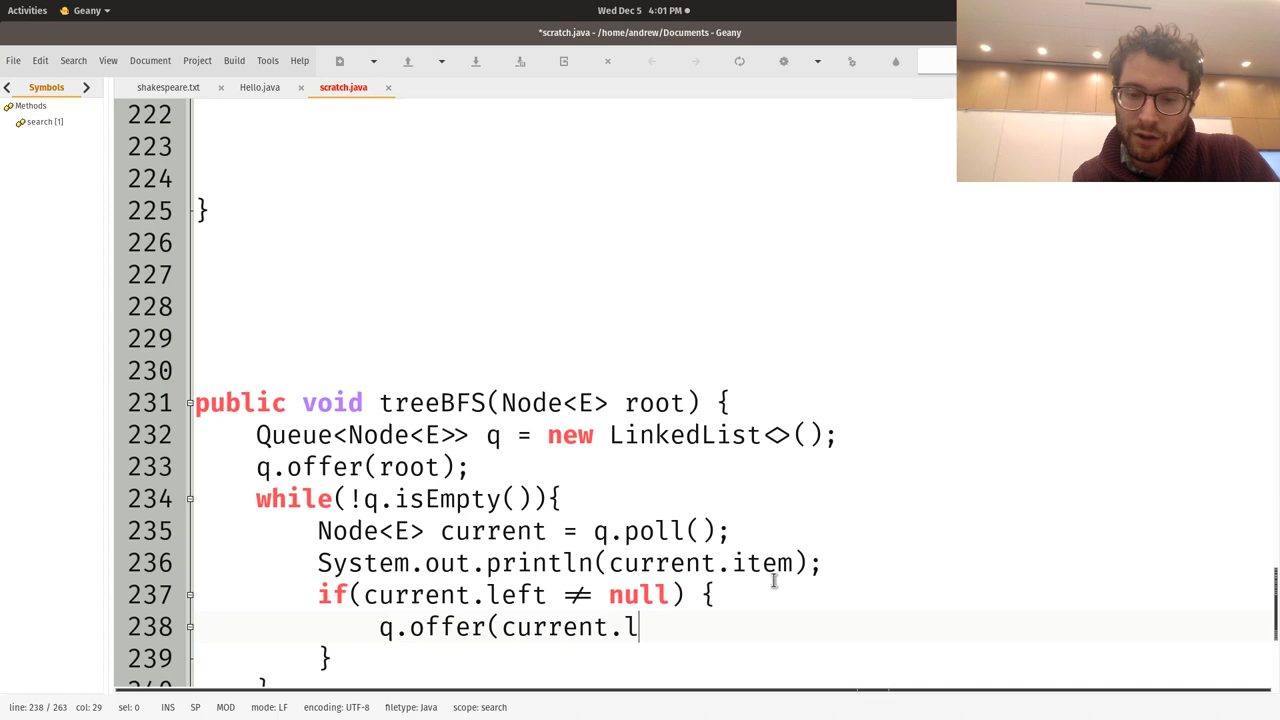 Activities Geany Wed Dec 5 4:01 PM
*scratch.java - /home/andrew/Documents - Geany
File Edit Search View Document Project Build Tools Help
Symbols shakespeare.txt Hello.java scratch.java
Methods
search [1]
222
223
224
225 }
226
227
228
229
230
231 public void treeBFS(Node<E> root) {
232 Queue<Node<E>> q = new LinkedList<>();
233 q.offer(root);
234 while(!q.isEmpty()){
235 Node<E> current = q.poll();
236 System.out.println(current.item);
237 if(current.left != null) {
238 q.offer(current.l
239 }
240 }
line: 238 / 263 col: 29 sel: 0 INS SP MOD mode: LF encoding: UTF-8 filetype: Java scope: search